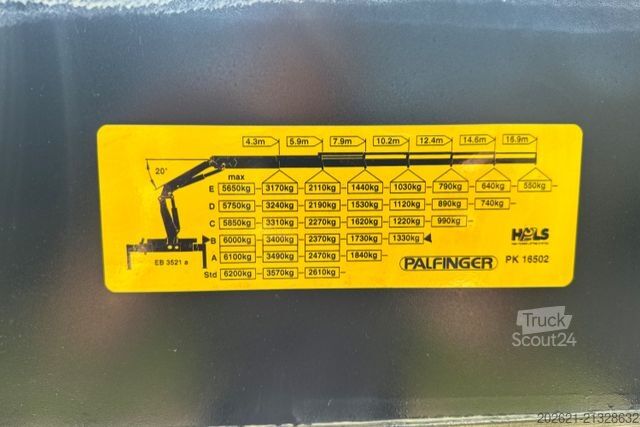 4.3m 5.9m 7.9m 10.2m 12.4m 14.6m 16.9m
20°
max
E 5650kg 3170kg 2110kg 1440kg 1030kg 790kg 640kg 550kg
D 5750kg 3240kg 2190kg 1530kg 1120kg 890kg 740kg
C 5850kg 3310kg 2270kg 1620kg 1220kg 990kg
B 6000kg 3400kg 2370kg 1730kg 1330kg
A 6100kg 3490kg 2470kg 1840kg
Std 6200kg 3570kg 2610kg
EB 3521 a
HALS
PALFINGER PK 16502
Truck
Scout24
202621-21328632